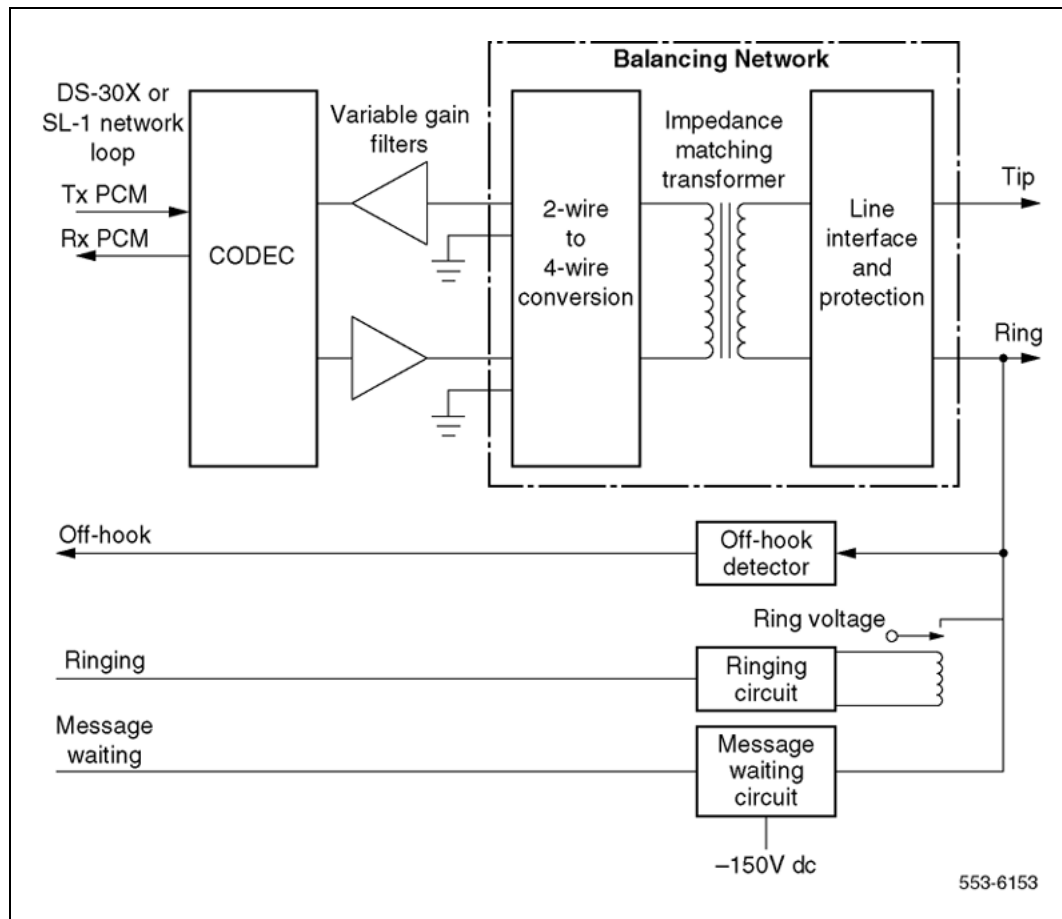 Balancing Network
DS-30X or
SL-1 network
loop
Tx PCM
Rx PCM
CODEC
Variable gain
filters
2-wire
to
4-wire
conversion
Impedance
matching
transformer
Line
interface
and
protection
Tip
Ring
Off-hook
Off-hook
detector
Ring voltage
Ringing
Ringing
circuit
Message
waiting
Message
waiting
circuit
–150V dc
553-6153